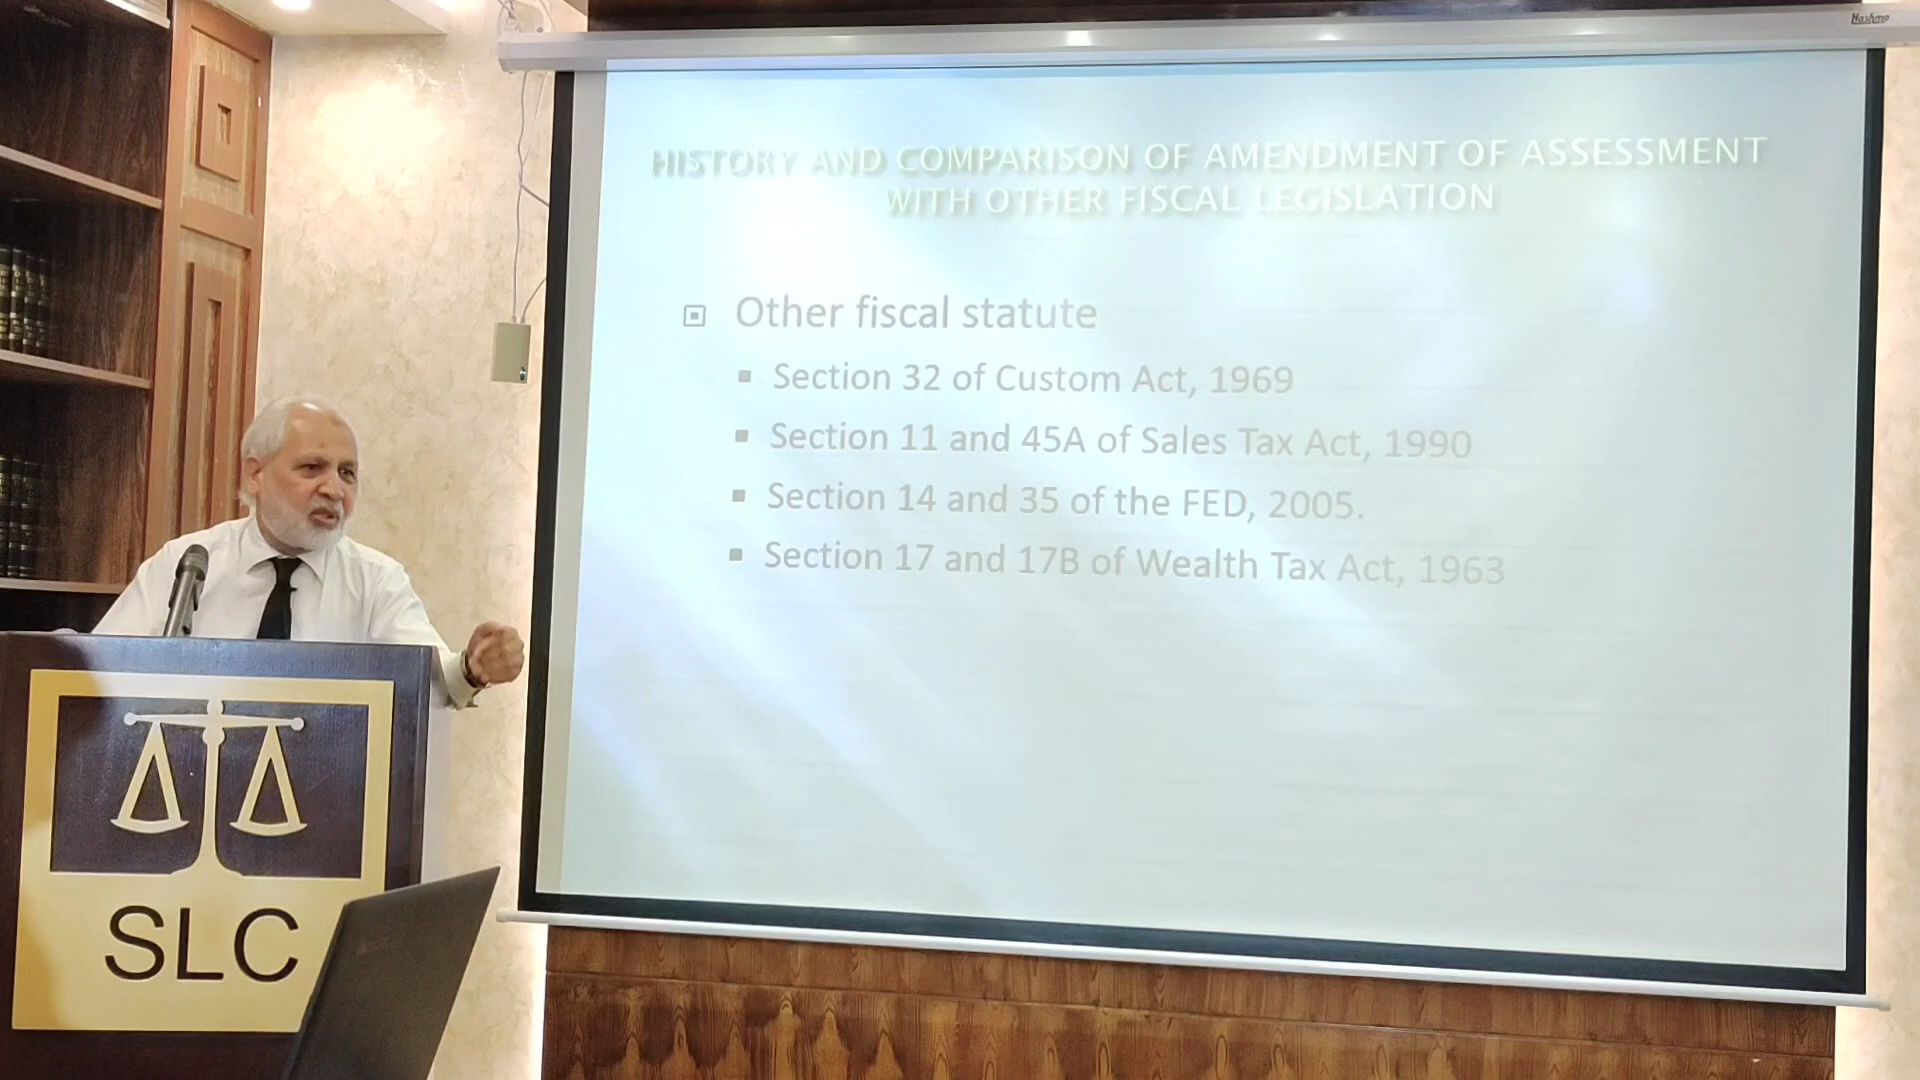 Hashmo
HISTORY AND COMPARISON OF AMENDMENT OF ASSESSMENT
WITH OTHER FISCAL LEGISLATION
Other fiscal statute
Section 32 of Custom Act, 1969
Section 11 and 45A of Sales Tax Act, 1990
Section 14 and 35 of the FED, 2005.
Section 17 and 17B of Wealth Tax Act, 1963
SLC